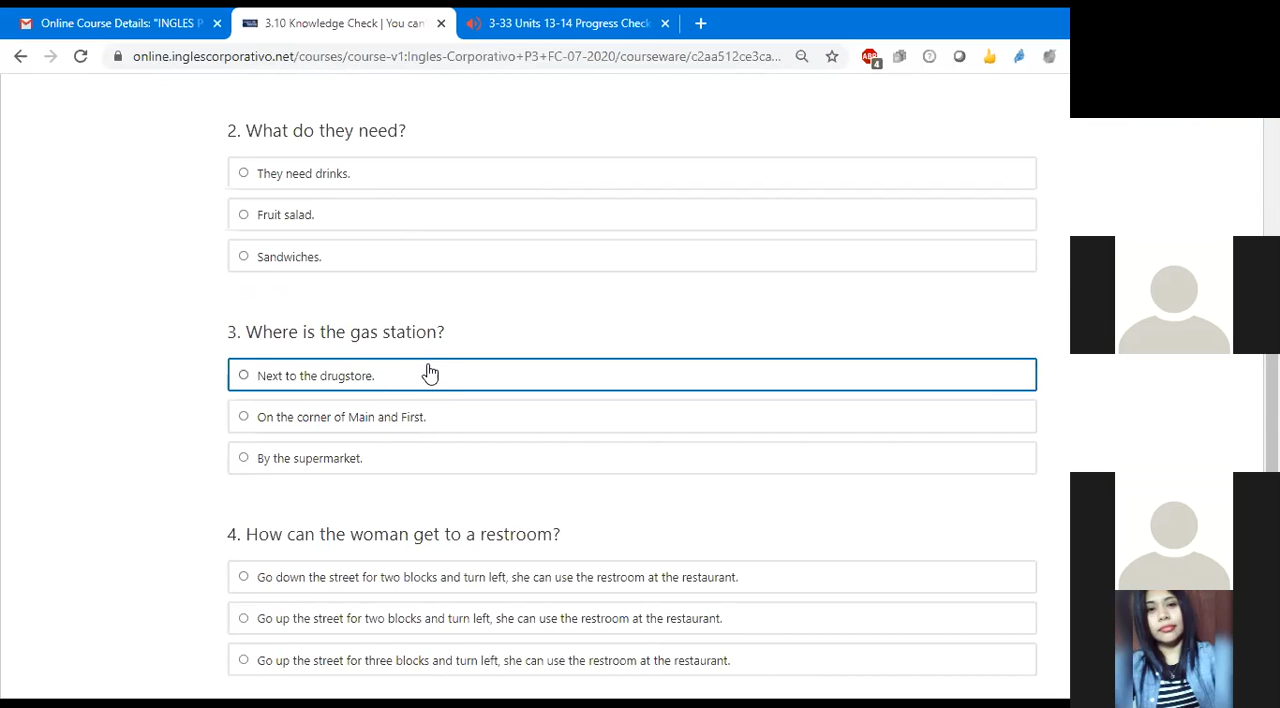 Online Course Details: "INGLES P
3.10 Knowledge Check | You can
3-33 Units 13-14 Progress Check
online.inglescorporativo.net/courses/course-v1:Ingles-Corporativo+P3+FC-07-2020/courseware/c2aa512ce3ca...
ABP
4
2. What do they need?
They need drinks.
Fruit salad.
Sandwiches.
3. Where is the gas station?
Next to the drugstore.
On the corner of Main and First.
By the supermarket.
4. How can the woman get to a restroom?
Go down the street for two blocks and turn left, she can use the restroom at the restaurant.
Go up the street for two blocks and turn left, she can use the restroom at the restaurant.
Go up the street for three blocks and turn left, she can use the restroom at the restaurant.